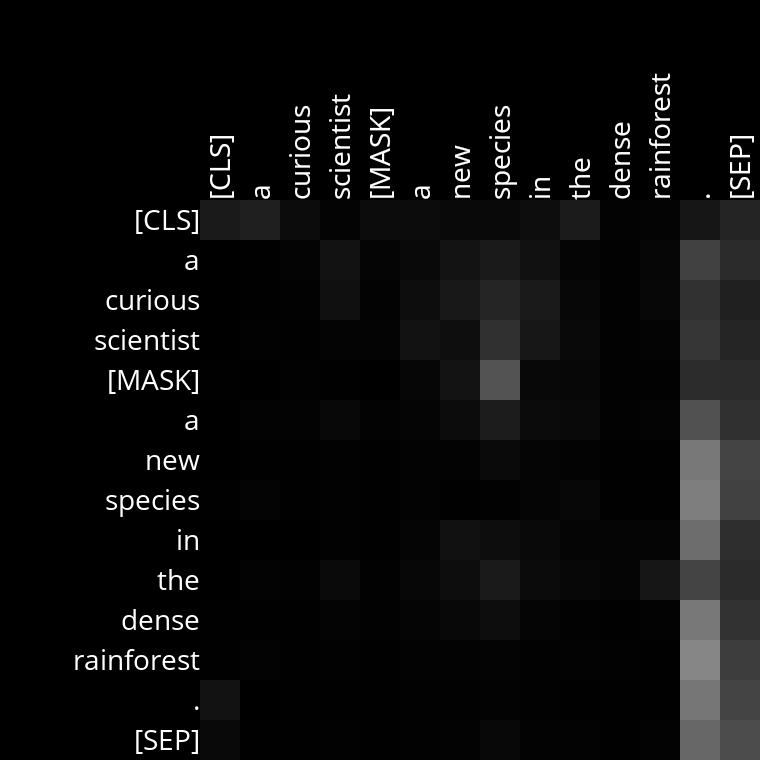 [CLS] a curious scientist [MASK] a new species in the dense rainforest . [SEP]
[CLS]
a
curious
scientist
[MASK]
a
new
species
in
the
dense
rainforest
.
[SEP]